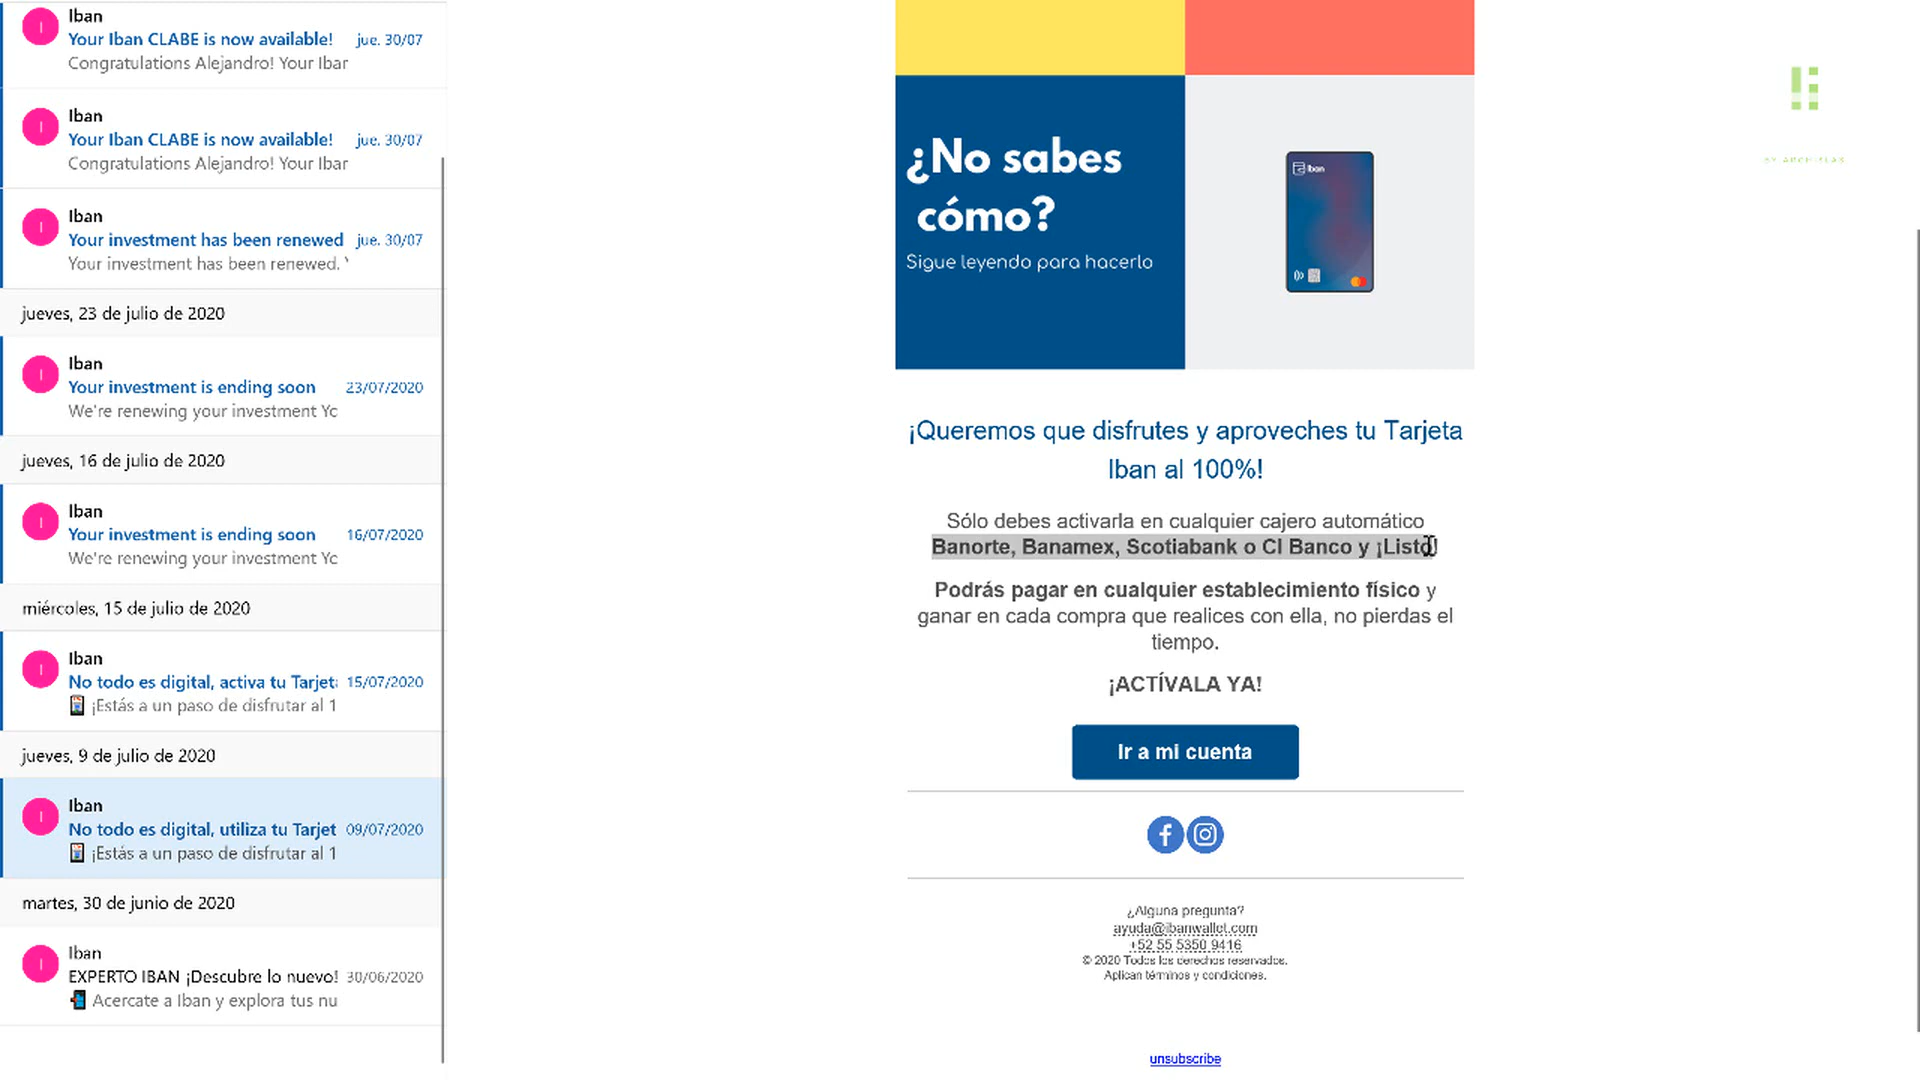 Iban
Your Iban CLABE is now available! jue. 30/07
Congratulations Alejandro! Your Ibar
Iban
Your Iban CLABE is now available! jue. 30/07
Congratulations Alejandro! Your Ibar
Iban
Your investment has been renewed jue. 30/07
Your investment has been renewed.
jueves, 23 de julio de 2020
Iban
Your investment is ending soon 23/07/2020
We're renewing your investment Yc
jueves, 16 de julio de 2020
Iban
Your investment is ending soon 16/07/2020
We're renewing your investment Yc
miércoles, 15 de julio de 2020
Iban
No todo es digital, activa tu Tarjet 15/07/2020
¡Estás a un paso de disfrutar al 1
jueves, 9 de julio de 2020
Iban
No todo es digital, utiliza tu Tarjet 09/07/2020
¡Estás a un paso de disfrutar al 1
martes, 30 de junio de 2020
Iban
EXPERTO IBAN ¡Descubre lo nuevo! 30/06/2020
Acercate a Iban y explora tus nu
¿No sabes
cómo?
Sigue leyendo para hacerlo
Iban
¡Queremos que disfrutes y aproveches tu Tarjeta
Iban al 100%!
Sólo debes activarla en cualquier cajero automático
Banorte, Banamex, Scotiabank o CI Banco y ¡Listo!
Podrás pagar en cualquier establecimiento físico y
ganar en cada compra que realices con ella, no pierdas el
tiempo.
¡ACTÍVALA YA!
Ir a mi cuenta
¿Alguna pregunta?
ayuda@ibanwallet.com
+52 55 5350 9416
© 2020 Todos los derechos reservados.
Aplican términos y condiciones.
unsubscribe